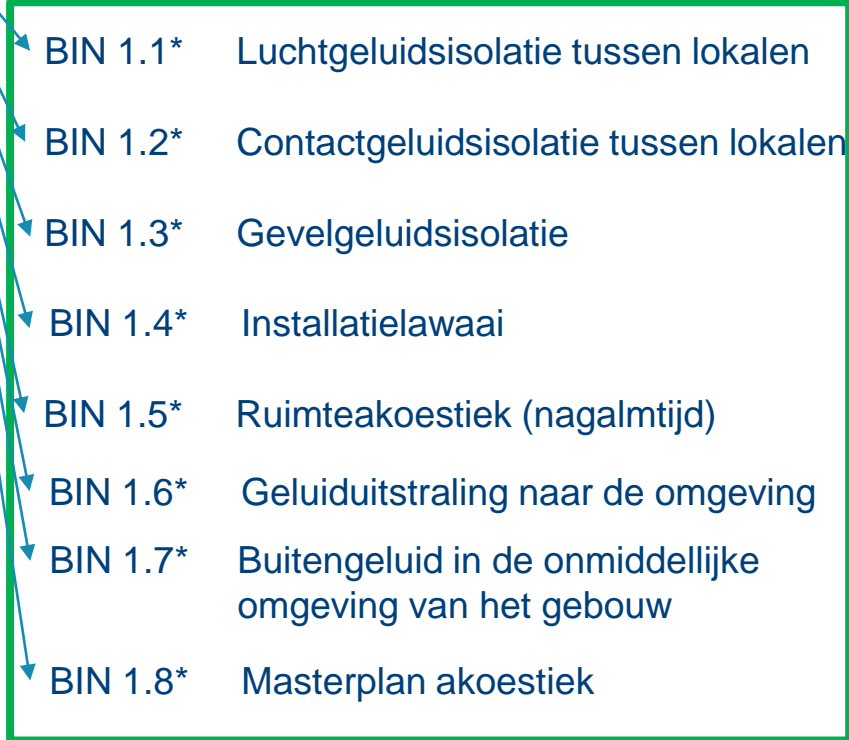 BIN 1.1* Luchtgeluidsisolatie tussen lokalen
BIN 1.2* Contactgeluidsisolatie tussen lokalen
BIN 1.3* Gevelgeluidsisolatie
BIN 1.4* Installatielawaai
BIN 1.5* Ruimteakoestiek (nagalmtijd)
BIN 1.6* Geluiduitstraling naar de omgeving
BIN 1.7* Buitengeluid in de onmiddellijke
omgeving van het gebouw
BIN 1.8* Masterplan akoestiek